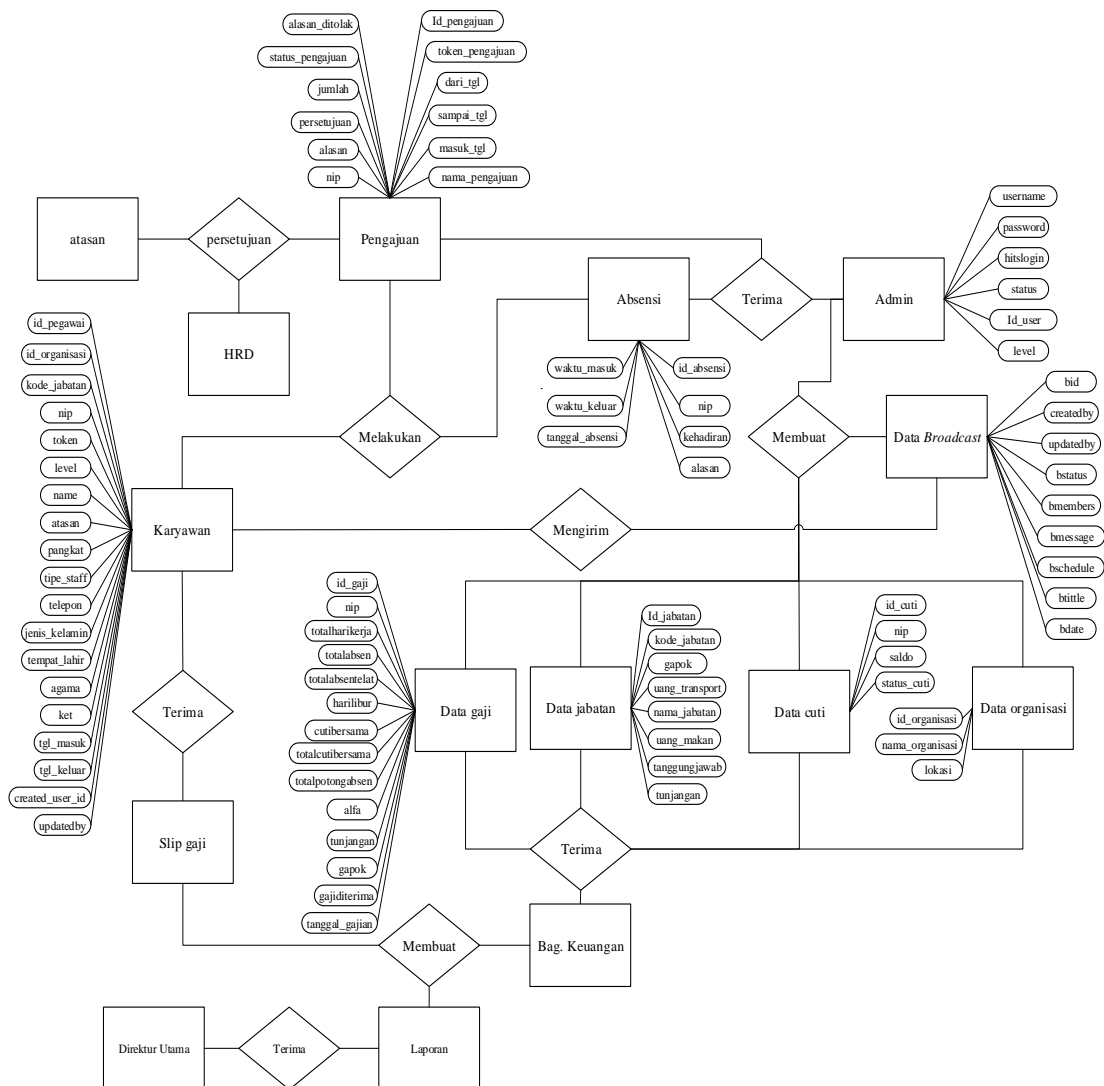 alasan_ditolak
status_pengajuan
jumlah
persetujuan
alasan
nip
Id_pengajuan
token_pengajuan
dari_tgl
sampai_tgl
masuk_tgl
nama_pengajuan
atasan
persetujuan
Pengajuan
HRD
Absensi
Terima
Admin
username
password
hitslogin
status
Id_user
level
waktu_masuk
waktu_keluar
tanggal_absensi
id_absensi
nip
kehadiran
alasan
Melakukan
Membuat
Data Broadcast
bid
createdby
updatedby
bstatus
bmembers
bmessage
bschedule
btittle
bdate
id_pegawai
id_organisasi
kode_jabatan
nip
token
level
name
atasan
pangkat
tipe_staff
telepon
jenis_kelamin
tempat_lahir
agama
ket
tgl_masuk
tgl_keluar
created_user_id
updatedby
Karyawan
Mengirim
Terima
Slip gaji
id_gaji
nip
totalharikerja
totalabsen
totalabsentelat
harilibur
cutibersama
totalcutibersama
totalpotongabsen
alfa
tunjangan
gapok
gajiditerima
tanggal_gajian
Data gaji
Data jabatan
Id_jabatan
kode_jabatan
gapok
uang_transport
nama_jabatan
uang_makan
tanggungjawab
tunjangan
Data cuti
id_cuti
nip
saldo
status_cuti
Data organisasi
id_organisasi
nama_organisasi
lokasi
Terima
Membuat
Bag. Keuangan
Direktur Utama
Terima
Laporan